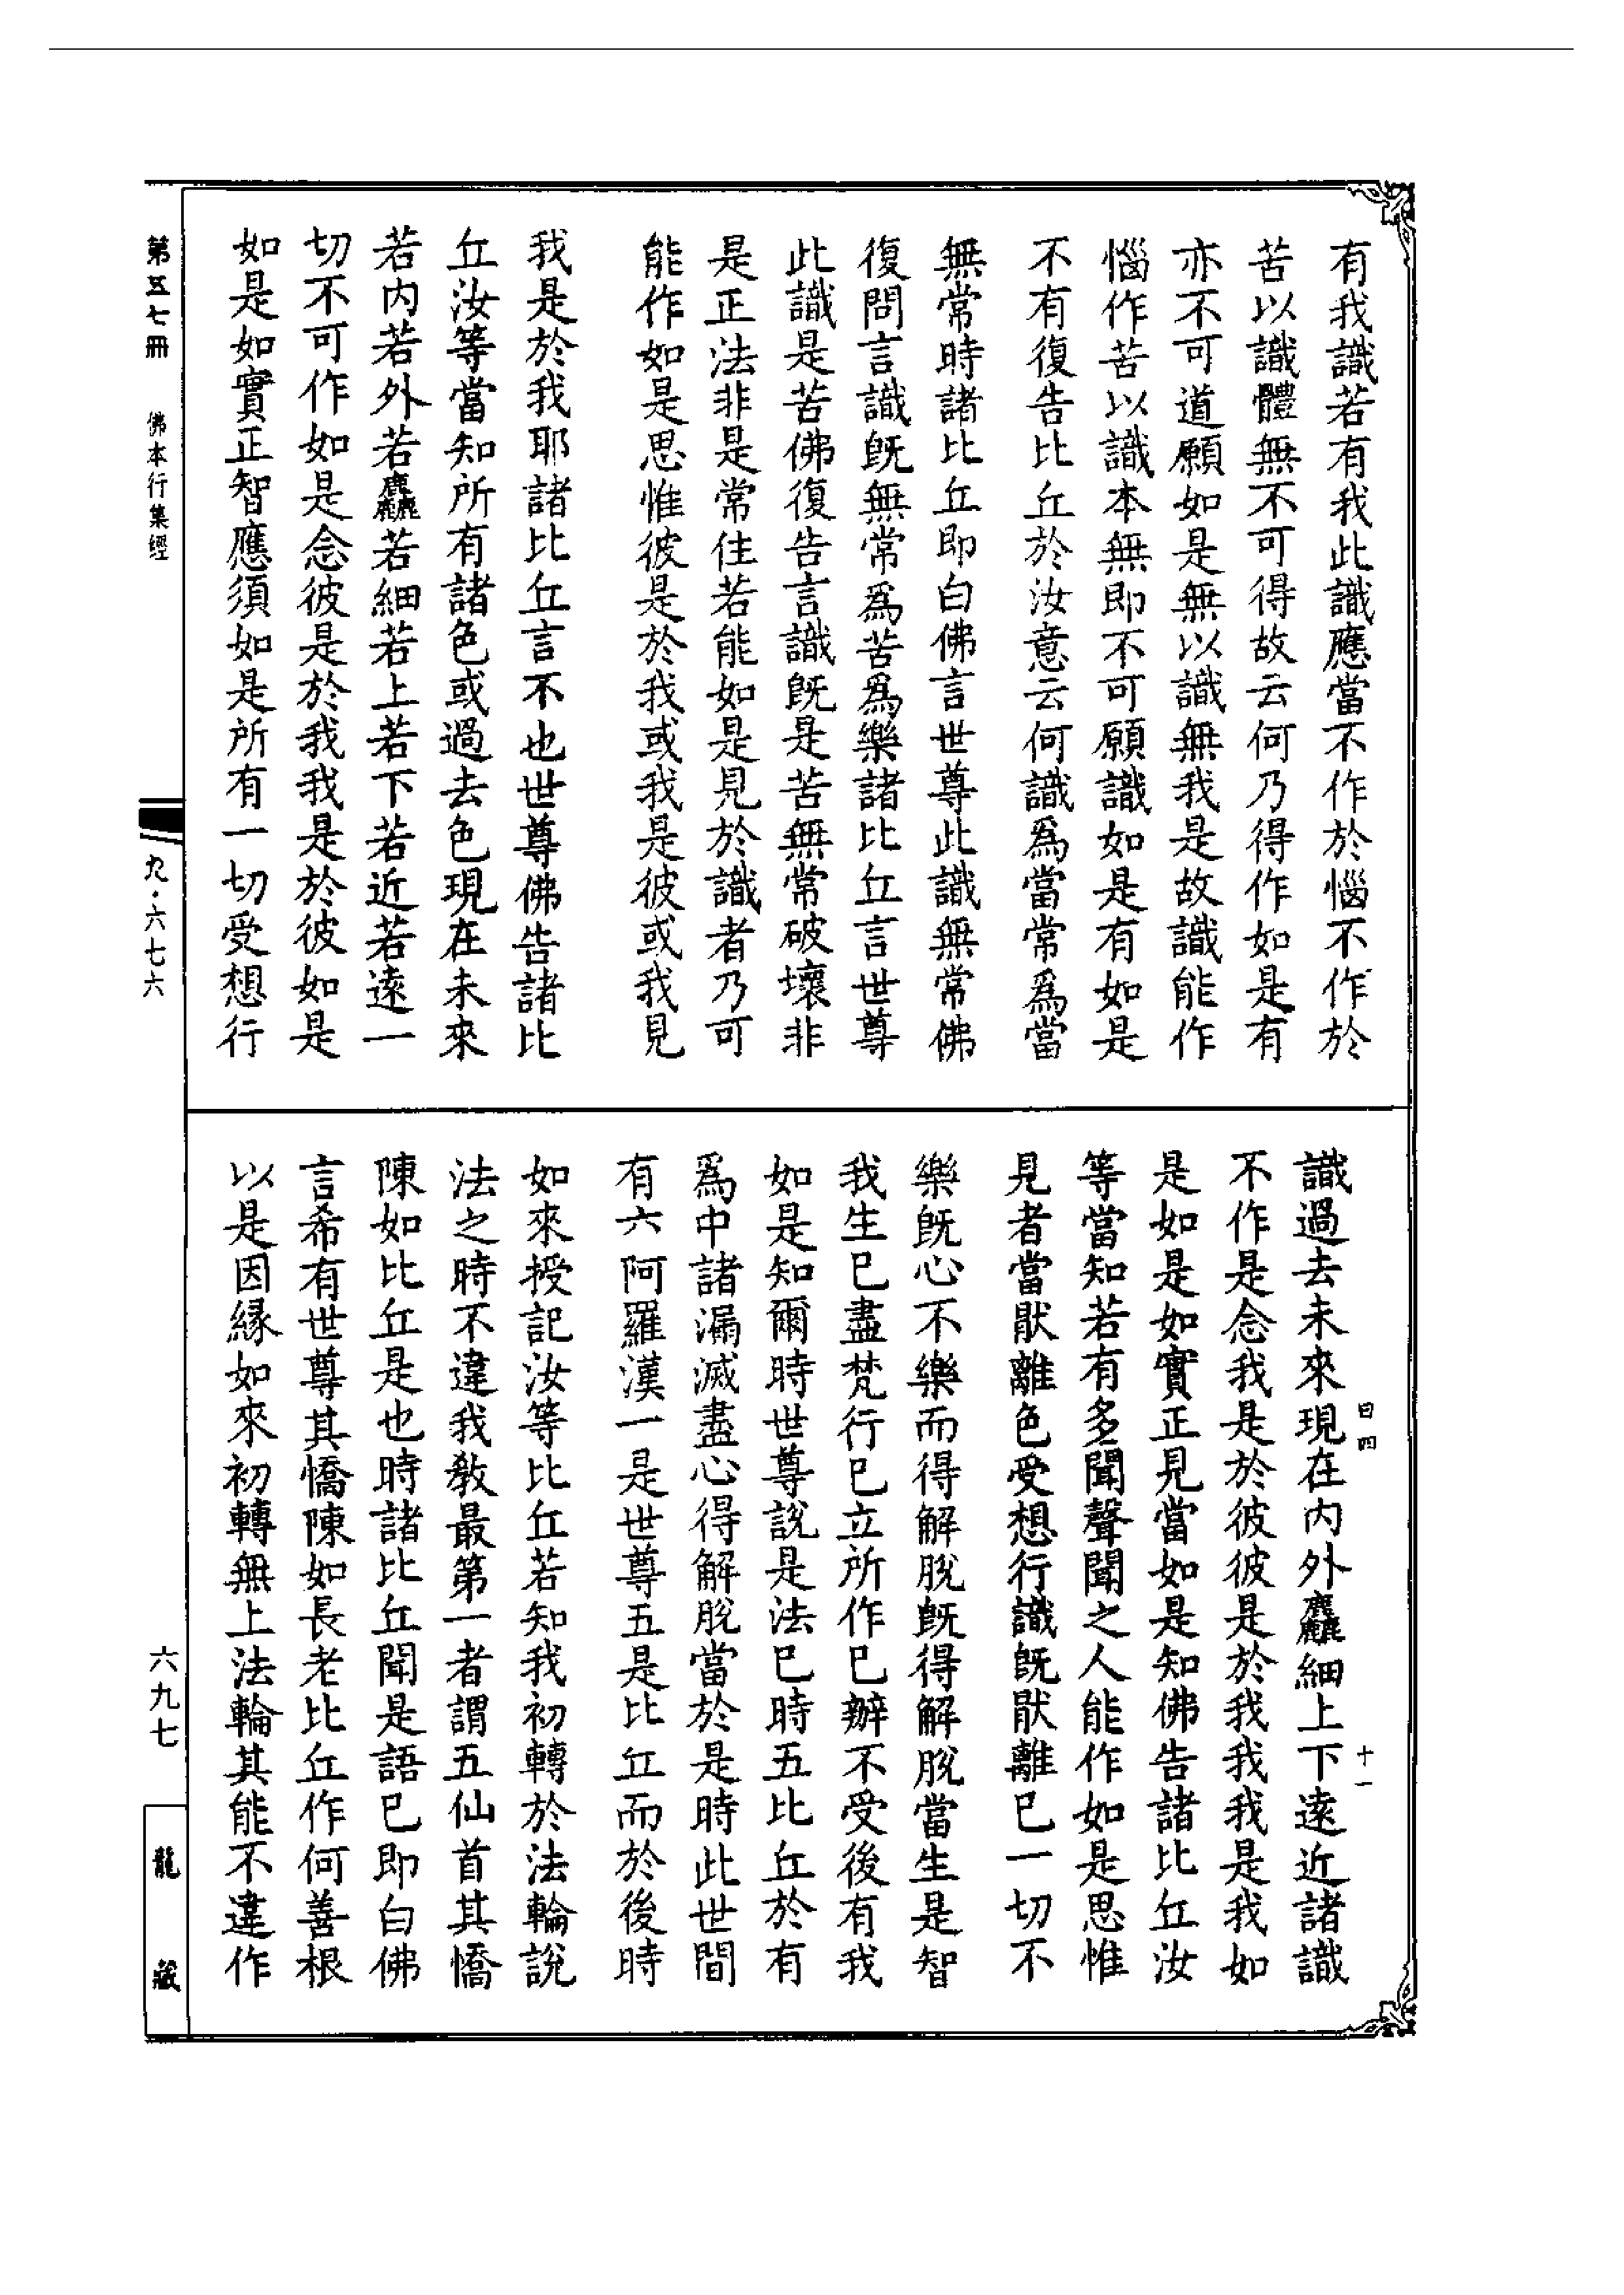 有我識若有我此識應當不作於惱不作於
苦以識體無不可得故云何乃得作如是有
亦不可道願如是無以識無我是故識能作
惱作苦以識本無即不可願識如是有如是
不有復告比丘於汝意云何識爲當常爲當
無常時諸比丘即白佛言世尊此識無常佛
復問言識旣無常爲苦爲樂諸比丘言世尊
此識是苦佛復告言識旣是苦無常破壞非
是正法非是常住若能如是見於識者乃可
能作如是思惟彼是於我或我是彼或我見
我是於我耶諸比丘言不也世尊佛告諸比
丘汝等當知所有諸色或過去色現在未來
若內若外若麤若細若上若下若近若遠一
切不可作如是念彼是於我我是於彼如是
如是如實正智應須如是所有一切受想行
識過去未來現在內外麤細上下遠近諸識
不作是念我是於彼彼是於我我是我如
是如是如實正見當如是知佛告諸比丘汝
等當知若有多聞聲聞之人能作如是思惟
見者當猒離色受想行識旣猒離已一切不
樂旣心不樂而得解脫旣得解脫當生是智
我生已盡梵行已立所作已辦不受後有我
如是知爾時世尊說是法已時五比丘於有
爲中諸漏滅盡心得解脫當於是時此世間
有六阿羅漢一是世尊五是比丘而於後時
如來授記汝等比丘若知我初轉於法輪說
法之時不違我教最第一者謂五仙首其憍
陳如比丘是也時諸比丘聞是語已即白佛
言希有世尊其憍陳如長老比丘作何善根
以是因緣如來初轉無上法輪其能不違作
曰四
十一
第五七冊
佛本行集經
九·六七六
六九七
龍藏